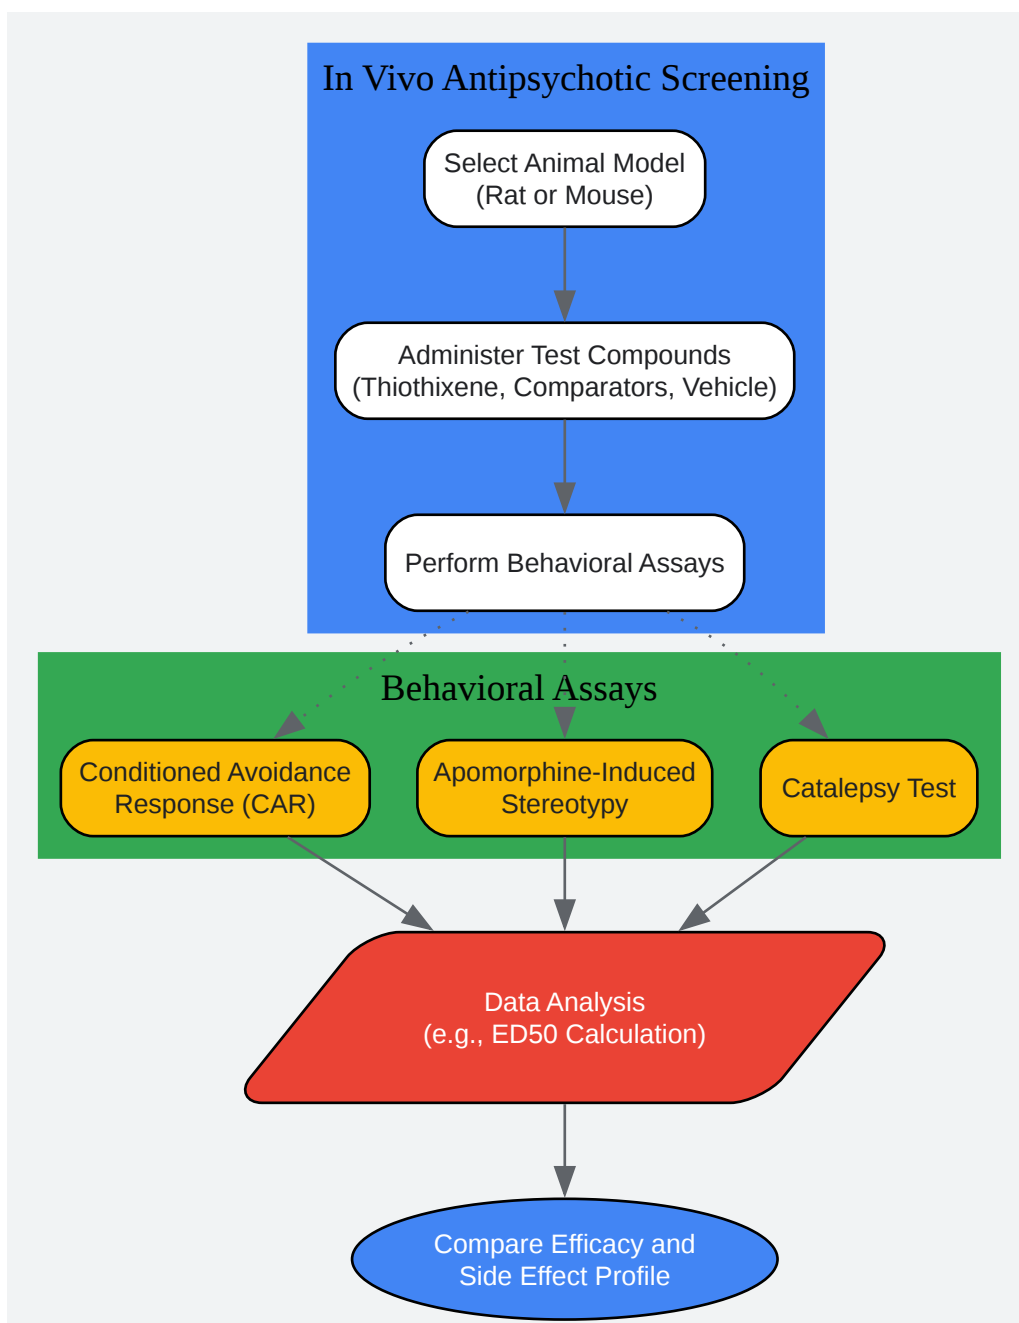 In Vivo Antipsychotic Screening
Select Animal Model
(Rat or Mouse)
Administer Test Compounds
(Thiothixene, Comparators, Vehicle)
Perform Behavioral Assays
Behavioral Assays
Conditioned Avoidance
Response (CAR)
Apomorphine-Induced
Stereotypy
Catalepsy Test
Data Analysis
(e.g., ED50 Calculation)
Compare Efficacy and
Side Effect Profile